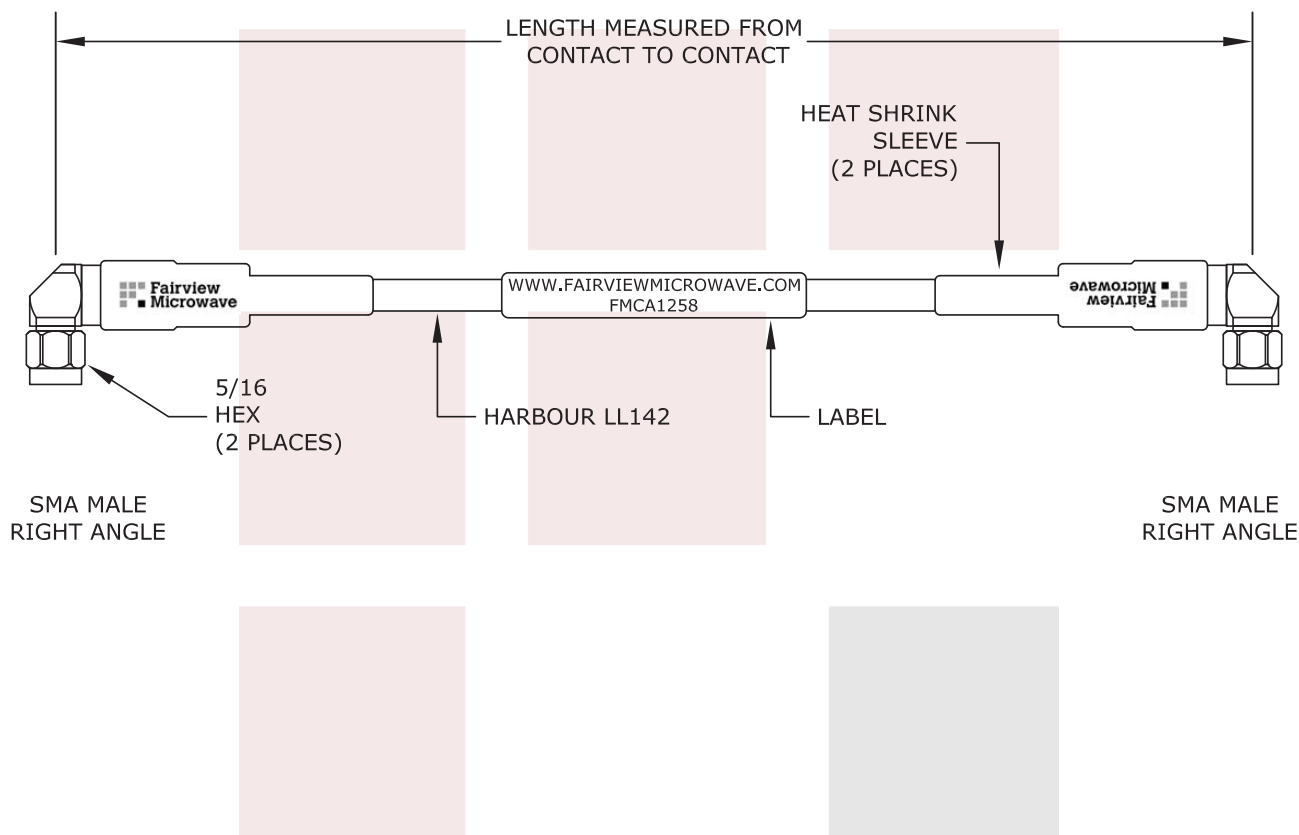 LENGTH MEASURED FROM
CONTACT TO CONTACT
HEAT SHRINK
SLEEVE
(2 PLACES)
Fairview
Microwave
WWW.FAIRVIEWMICROWAVE.COM
FMCA1258
Fairview
Microwave
5/16
HEX
(2 PLACES)
HARBOUR LL142
LABEL
SMA MALE
RIGHT ANGLE
SMA MALE
RIGHT ANGLE